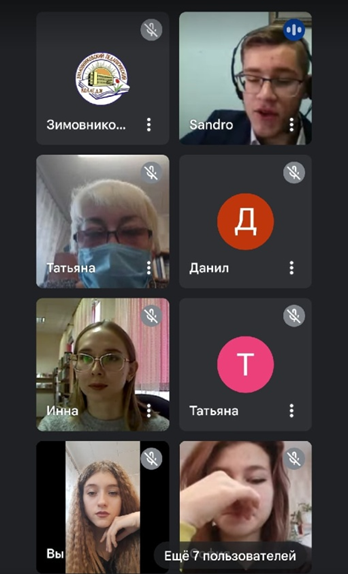 Зимовнико...
Sandro
Татьяна
Д
Данил
Инна
Т
Татьяна
Вы
Ещё 7 пользователей